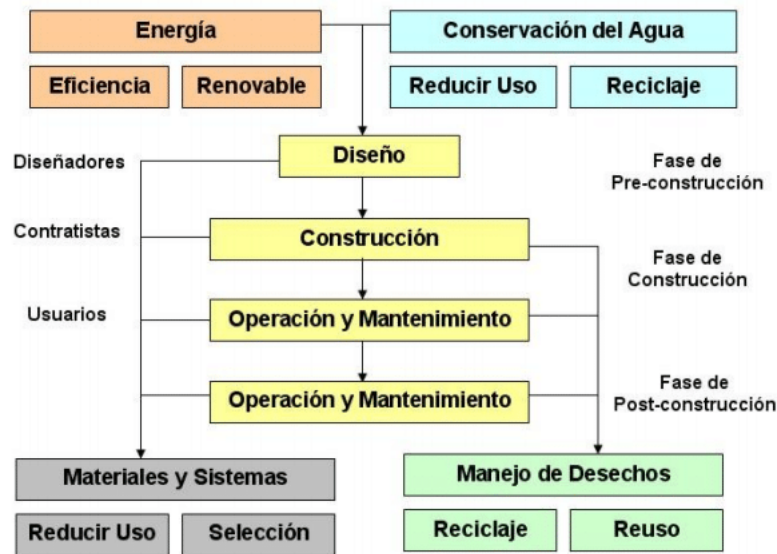 Energía
Conservación del Agua
Eficiencia
Renovable
Reducir Uso
Reciclaje
Diseñadores
Diseño
Fase de
Pre-construcción
Contratistas
Construcción
Fase de
Construcción
Usuarios
Operación y Mantenimiento
Operación y Mantenimiento
Fase de
Post-construcción
Materiales y Sistemas
Manejo de Desechos
Reducir Uso
Selección
Reciclaje
Reuso